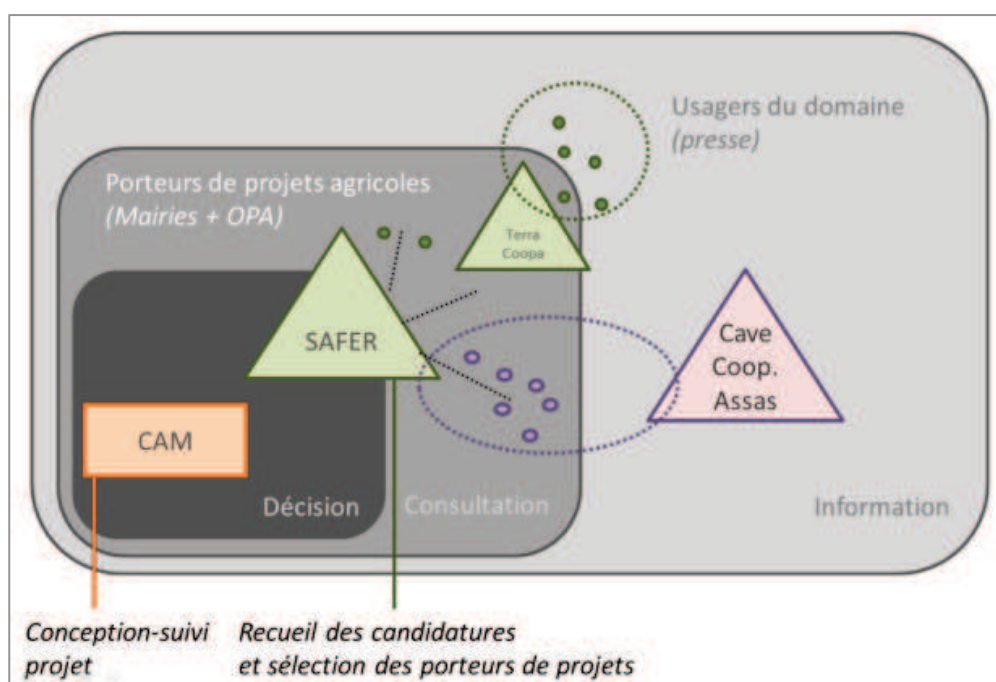 Usagers du domaine
(presse)
Porteurs de projets agricoles
(Mairies + OPA)
Terra
Coopa
SAFER
Cave
Coop.
Assas
CAM
Décision
Consultation
Information
Conception-suivi
projet
Recueil des candidatures
et sélection des porteurs de projets